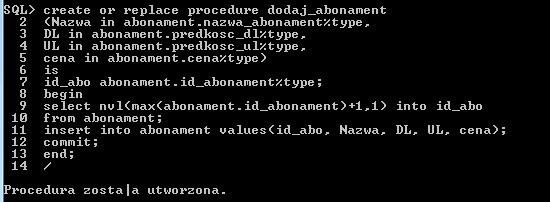 SQL> create or replace procedure dodaj_abonament
2 (Nazwa in abonament.nazwa_abonament%type,
3 DL in abonament.predkosc_dl%type,
4 UL in abonament.predkosc_ul%type,
5 cena in abonament.cena%type)
6 is
7 id_abo abonament.id_abonament%type;
8 begin
9 select nvl(max(abonament.id_abonament)+1,1) into id_abo
10 from abonament;
11 insert into abonament values(id_abo, Nazwa, DL, UL, cena);
12 commit;
13 end;
14 /
Procedura zosta|a utworzona.